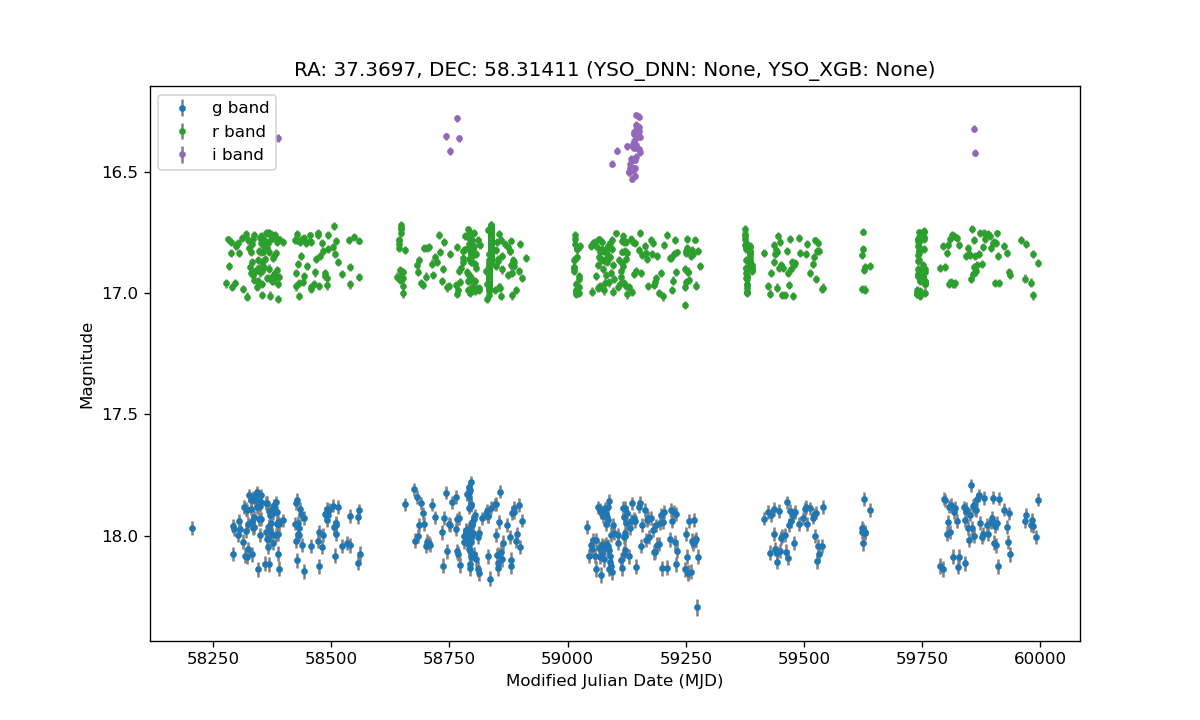 RA: 37.3697, DEC: 58.31411 (YSO_DNN: None, YSO_XGB: None)
g band
r band
i band
16.5
17.0
17.5
18.0
Magnitude
58250 58500 58750 59000 59250 59500 59750 60000
Modified Julian Date (MJD)